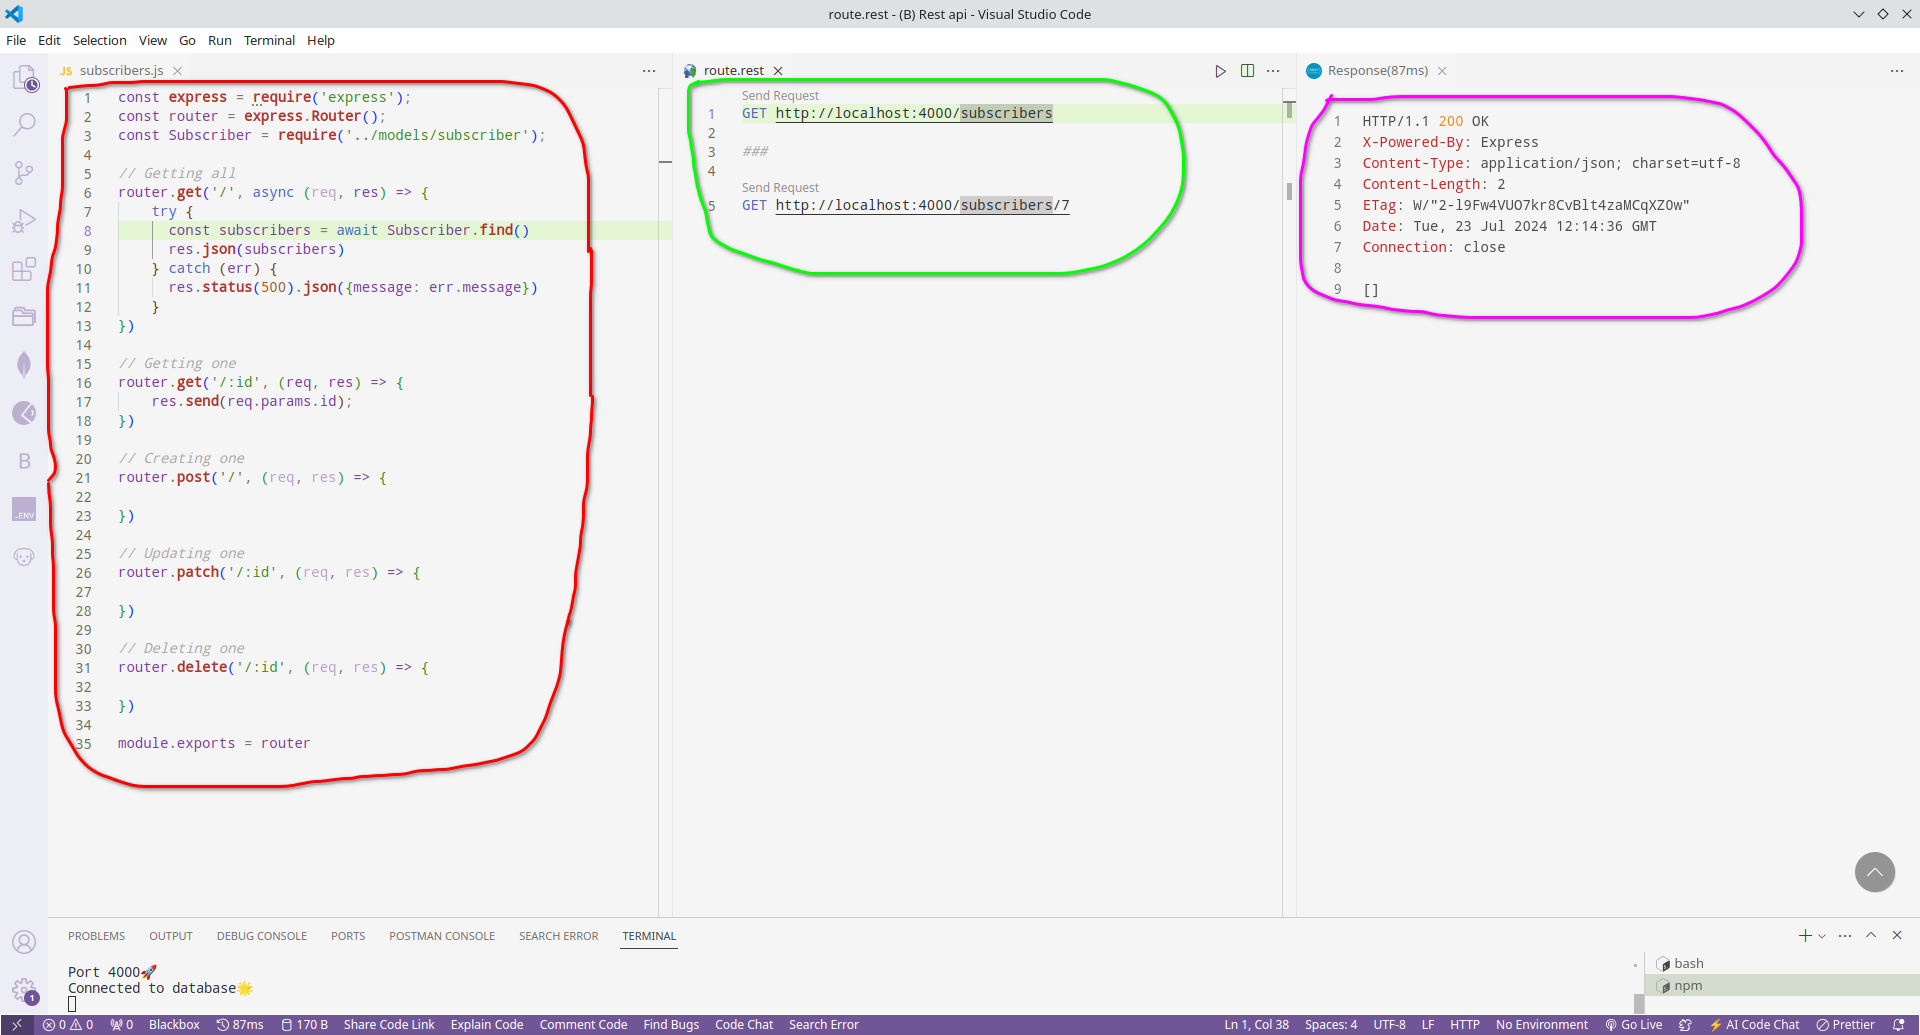 route.rest - (B) Rest api - Visual Studio Code
File Edit Selection View Go Run Terminal Help
JS subscribers.js
1 const express = require('express');
2 const router = express.Router();
3 const Subscriber = require('../models/subscriber');
4
5 // Getting all
6 router.get('/', async (req, res) => {
7 try {
8 const subscribers = await Subscriber.find()
9 res.json(subscribers)
10 } catch (err) {
11 res.status(500).json({message: err.message})
12 }
13 })
14
15 // Getting one
16 router.get('/:id', (req, res) => {
17 res.send(req.params.id);
18 })
19
20 // Creating one
21 router.post('/', (req, res) => {
22
23 })
24
25 // Updating one
26 router.patch('/:id', (req, res) => {
27
28 })
29
30 // Deleting one
31 router.delete('/:id', (req, res) => {
32
33 })
34
35 module.exports = router
route.rest
Send Request
1 GET http://localhost:4000/subscribers
2
3 ###
4
Send Request
5 GET http://localhost:4000/subscribers/7
Response(87ms)
1 HTTP/1.1 200 OK
2 X-Powered-By: Express
3 Content-Type: application/json; charset=utf-8
4 Content-Length: 2
5 ETag: W/"2-l9Fw4VUO7kr8CvBlt4zaMCqXZ0w"
6 Date: Tue, 23 Jul 2024 12:14:36 GMT
7 Connection: close
8
9 []
B
.ENV
PROBLEMS OUTPUT DEBUG CONSOLE PORTS POSTMAN CONSOLE SEARCH ERROR TERMINAL
Port 4000🚀
Connected to database🌟
bash
npm
1
0 0 0 Blackbox 87ms 170 B Share Code Link Explain Code Comment Code Find Bugs Code Chat Search Error Ln 1, Col 38 Spaces: 4 UTF-8 LF HTTP No Environment Go Live AI Code Chat Prettier